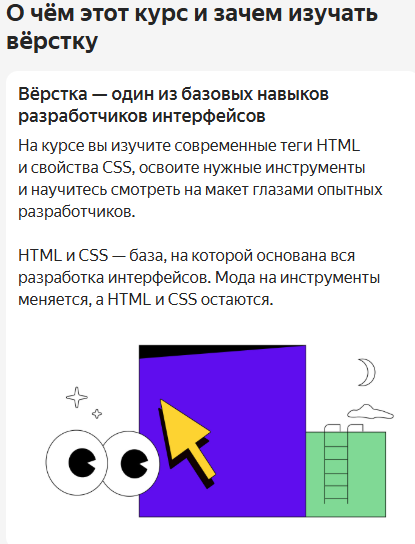 О чём этот курс и зачем изучать
вёрстку
Вёрстка — один из базовых навыков
разработчиков интерфейсов
На курсе вы изучите современные теги HTML
и свойства CSS, освоите нужные инструменты
и научитесь смотреть на макет глазами опытных
разработчиков.
HTML и CSS — база, на которой основана вся
разработка интерфейсов. Мода на инструменты
меняется, а HTML и CSS остаются.